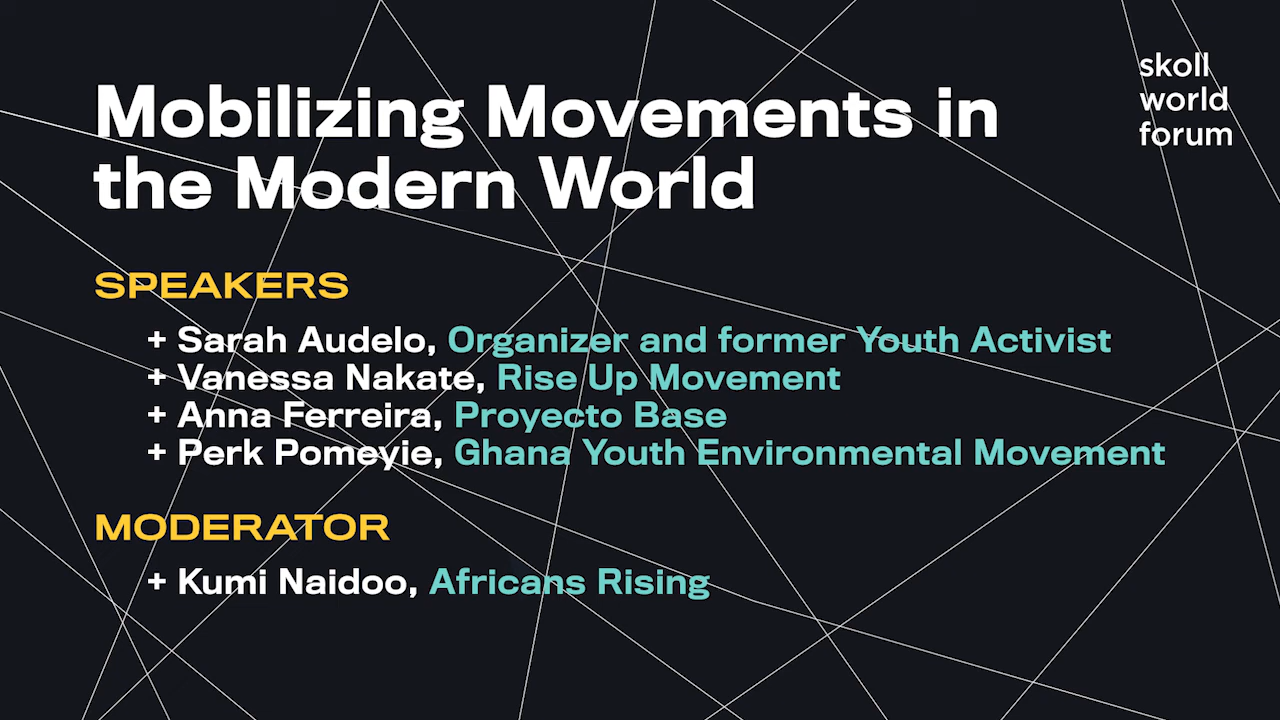 Mobilizing Movements in
the Modern World
skoll
world
forum
SPEAKERS
+ Sarah Audelo, Organizer and former Youth Activist
+ Vanessa Nakate, Rise Up Movement
+ Anna Ferreira, Proyecto Base
+ Perk Pomeyie, Ghana Youth Environmental Movement
MODERATOR
+ Kumi Naidoo, Africans Rising